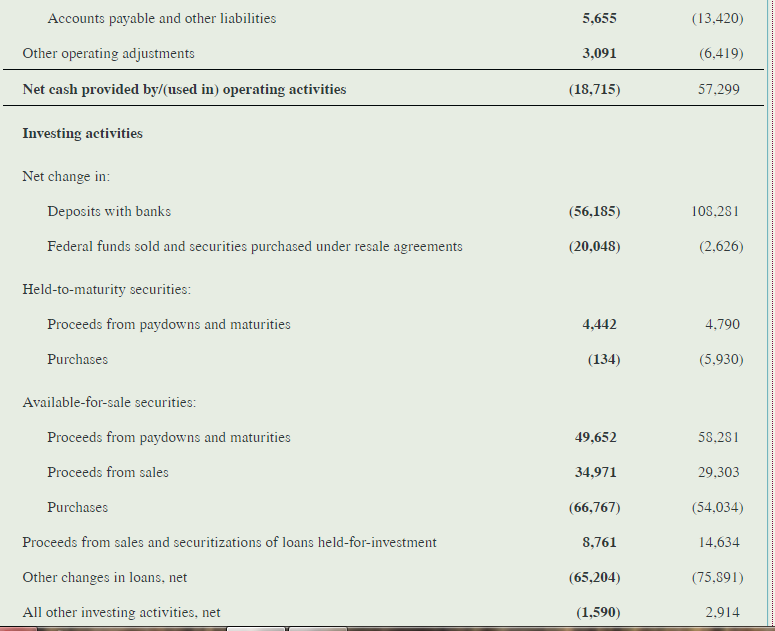 Accounts payable and other liabilities 5,655 (13,420)
Other operating adjustments 3,091 (6,419)
Net cash provided by/(used in) operating activities (18,715) 57,299
Investing activities
Net change in:
Deposits with banks (56,185) 108,281
Federal funds sold and securities purchased under resale agreements (20,048) (2,626)
Held-to-maturity securities:
Proceeds from paydowns and maturities 4,442 4,790
Purchases (134) (5,930)
Available-for-sale securities:
Proceeds from paydowns and maturities 49,652 58,281
Proceeds from sales 34,971 29,303
Purchases (66,767) (54,034)
Proceeds from sales and securitizations of loans held-for-investment 8,761 14,634
Other changes in loans, net (65,204) (75,891)
All other investing activities, net (1,590) 2,914